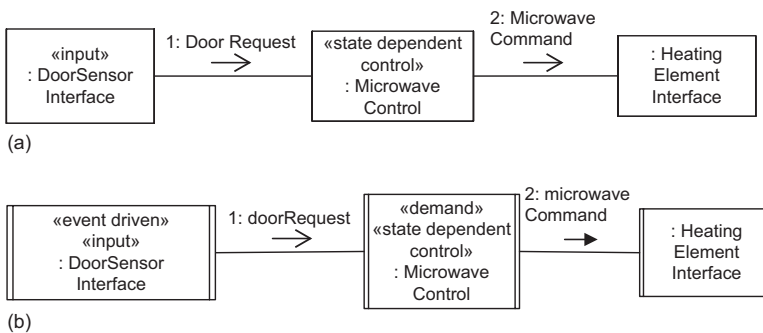 «input»
: DoorSensor
Interface
1: Door Request
«state dependent
control»
: Microwave
Control
2: Microwave
Command
: Heating
Element
Interface
(a)
«event driven»
«input»
: DoorSensor
Interface
1: doorRequest
«demand»
«state dependent
control»
: Microwave
Control
2: microwave
Command
: Heating
Element
Interface
(b)